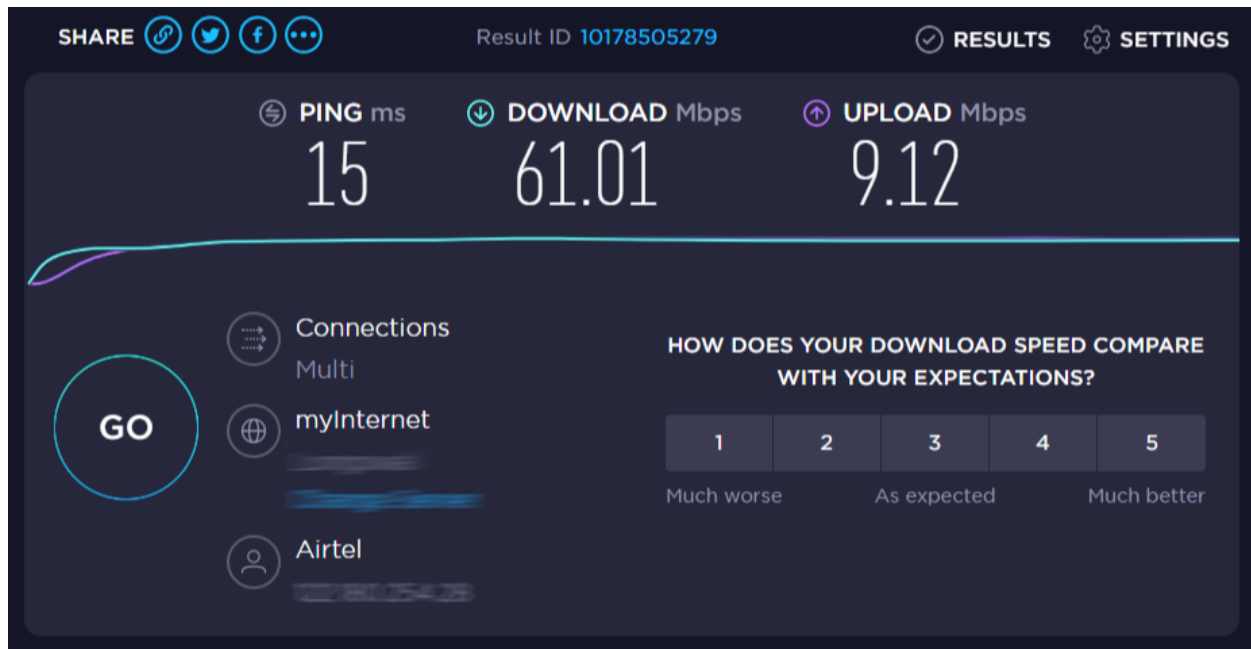 SHARE Result ID 10178505279 RESULTS SETTINGS
PING ms DOWNLOAD Mbps UPLOAD Mbps
15 61.01 9.12
Connections
Multi
HOW DOES YOUR DOWNLOAD SPEED COMPARE
WITH YOUR EXPECTATIONS?
GO
myInternet
1 2 3 4 5
Much worse As expected Much better
Airtel